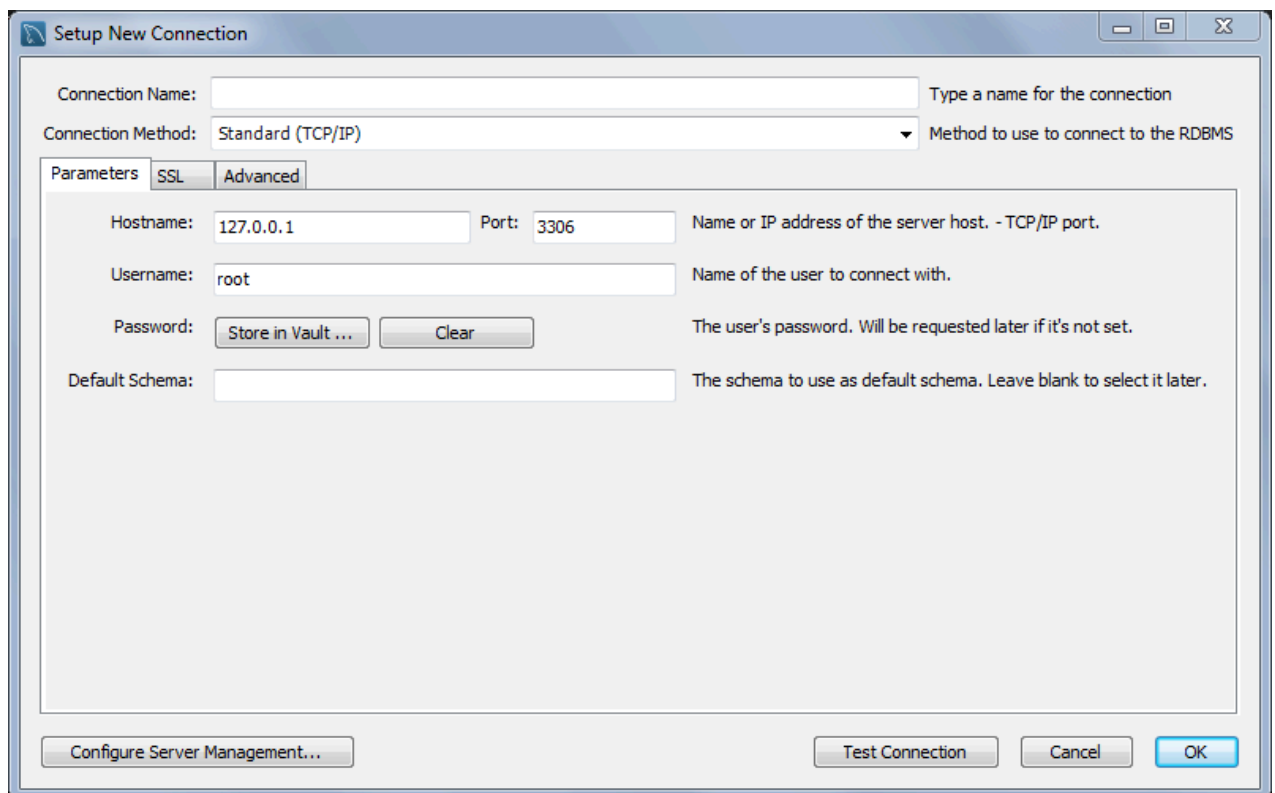 Setup New Connection
Connection Name: Type a name for the connection
Connection Method: Standard (TCP/IP) Method to use to connect to the RDBMS
Parameters SSL Advanced
Hostname: 127.0.0.1 Port: 3306 Name or IP address of the server host. - TCP/IP port.
Username: root Name of the user to connect with.
Password: Store in Vault ... Clear The user's password. Will be requested later if it's not set.
Default Schema: The schema to use as default schema. Leave blank to select it later.
Configure Server Management... Test Connection Cancel OK